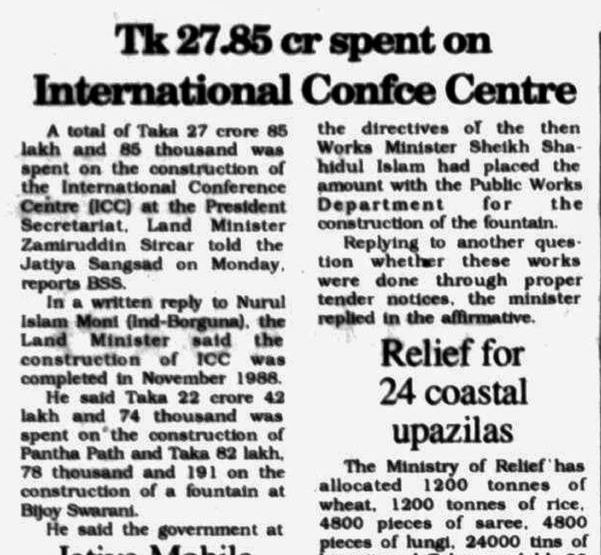 Tk 27.85 cr spent on
International Confce Centre
A total of Taka 27 crore 85
lakh and 85 thousand was
spent on the construction of
the International Conference
Centre (ICC) at the President
Secretariat, Land Minister
Zamiruddin Sircar told the
Jatiya Sangsad on Monday,
reports BSS.
In a written reply to Nurul
Islam Moni (Ind-Borguna), the
Land Minister said the
construction of ICC was
completed in November 1988.
He said Taka 22 crore 42
lakh and 74 thousand was
spent on the construction of
Pantha Path and Taka 82 lakh,
78 thousand and 191 on the
construction of a fountain at
Bijoy Swarani.
He said the government at
the directives of the then
Works Minister Sheikh Sha-
hidul Islam had placed the
amount with the Public Works
Department for the
construction of the fountain.
Replying to another ques-
tion whether these works
were done through proper
tender notices, the minister
replied in the affirmative.
Relief for
24 coastal
upazilas
The Ministry of Relief has
allocated 1200 tonnes of
wheat, 1200 tonnes of rice,
4800 pieces of saree, 4800
pieces of lungi, 24000 tins of